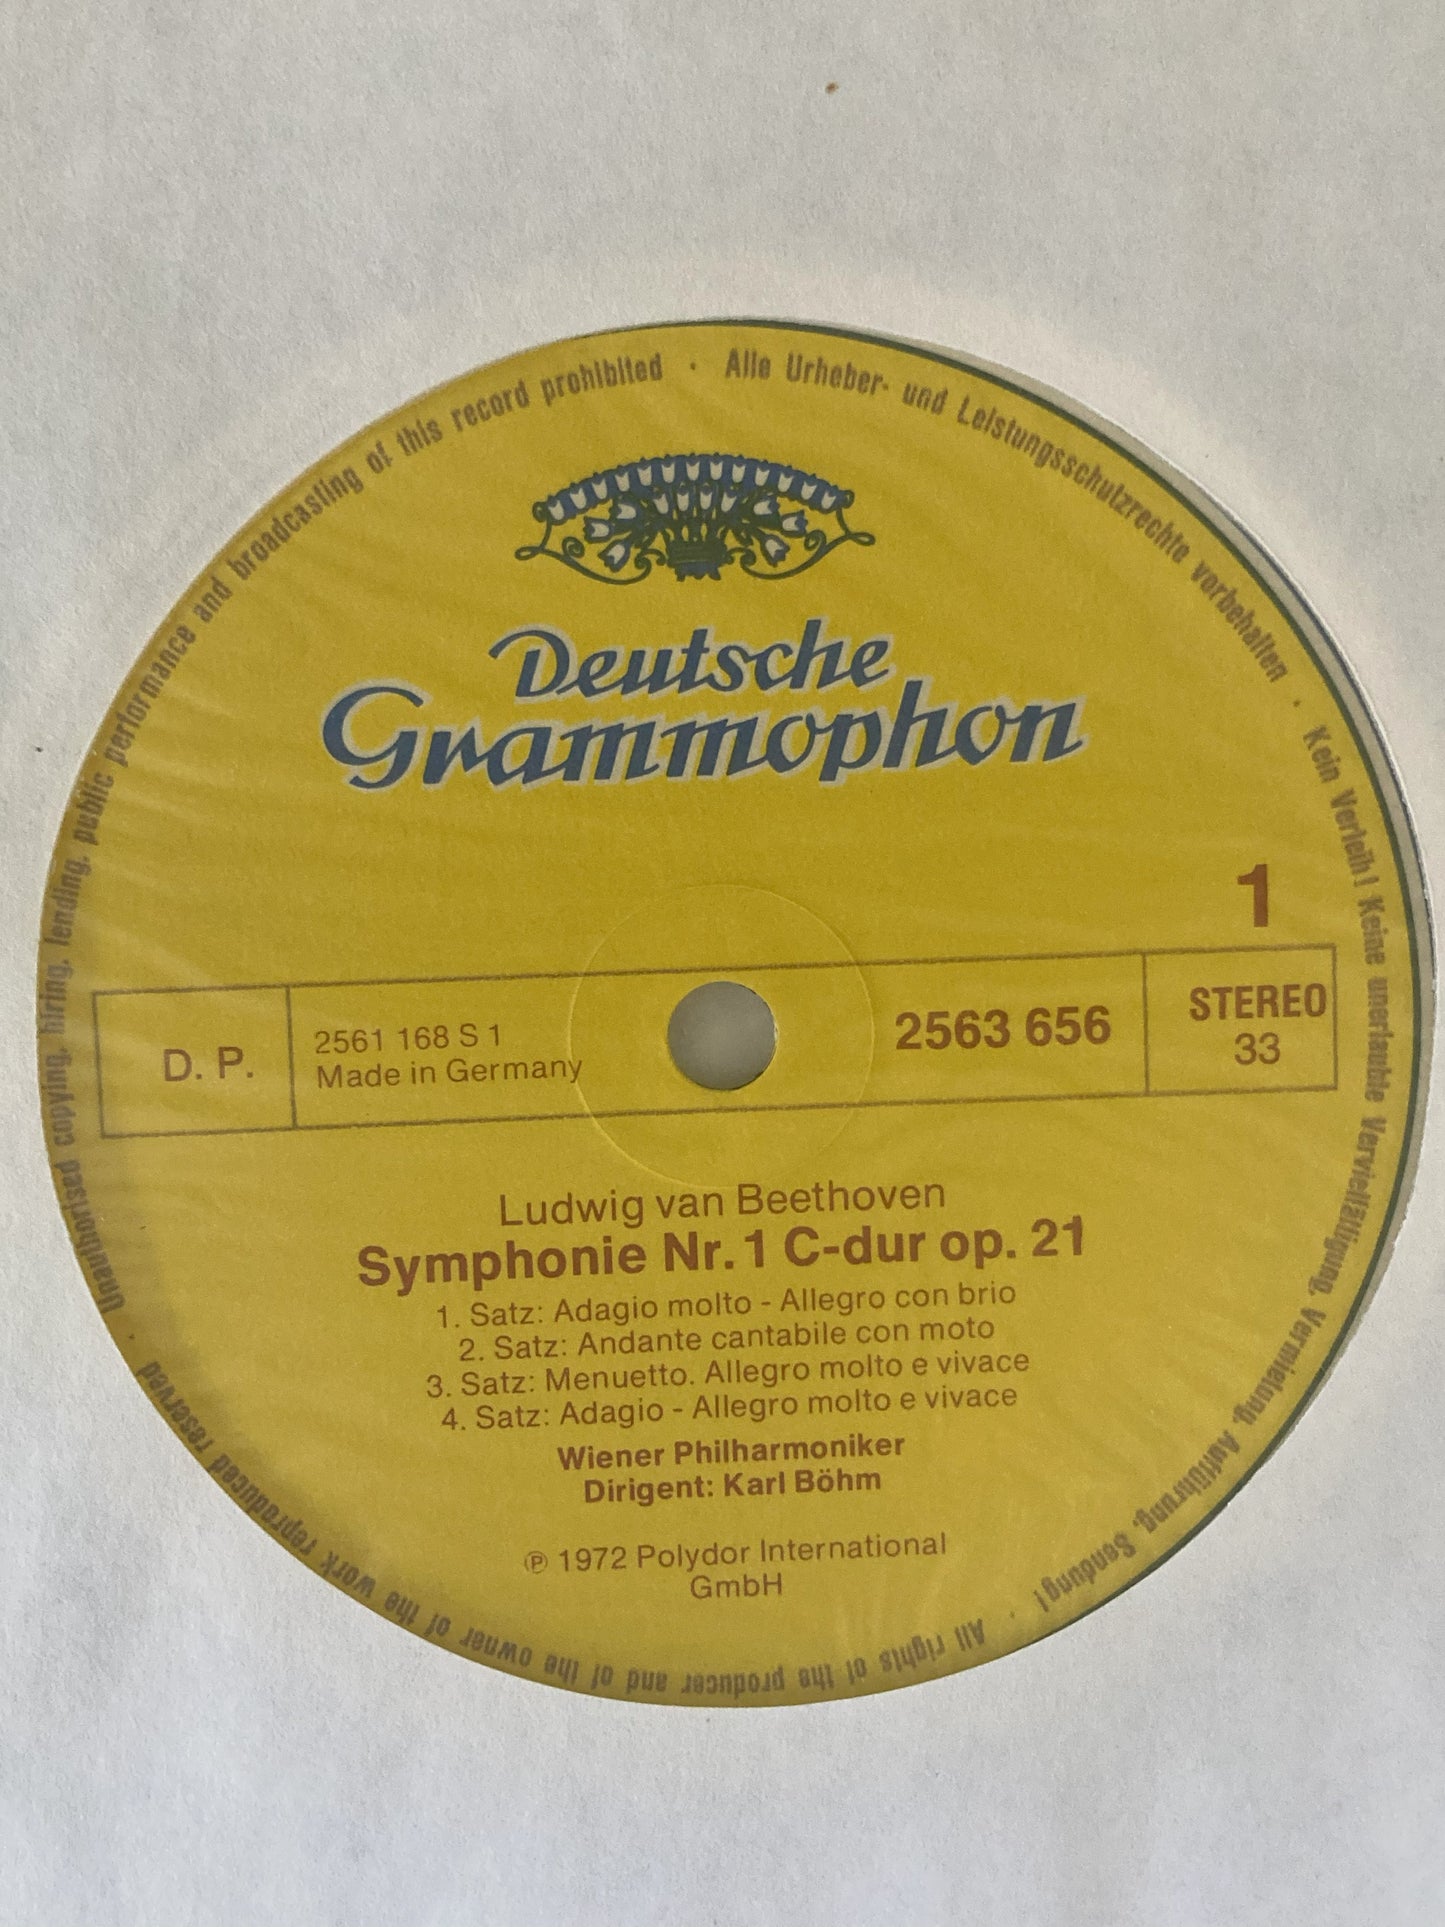 Alle Urheber- und Leistungsschutzrechte vorbehalten · Kein Verleih! Keine unerlaubte Vervielfältigung, Vermietung, Aufführung, Sendung! · All rights of the producer and of the owner of the work reproduced reserved · Unauthorised copying, hiring, lending, public performance and broadcasting of this record prohibited ·
Deutsche
Grammophon
1
D. P.
2561 168 S 1
Made in Germany
2563 656
STEREO
33
Ludwig van Beethoven
Symphonie Nr. 1 C-dur op. 21
1. Satz: Adagio molto - Allegro con brio
2. Satz: Andante cantabile con moto
3. Satz: Menuetto. Allegro molto e vivace
4. Satz: Adagio - Allegro molto e vivace
Wiener Philharmoniker
Dirigent: Karl Böhm
℗ 1972 Polydor International
GmbH